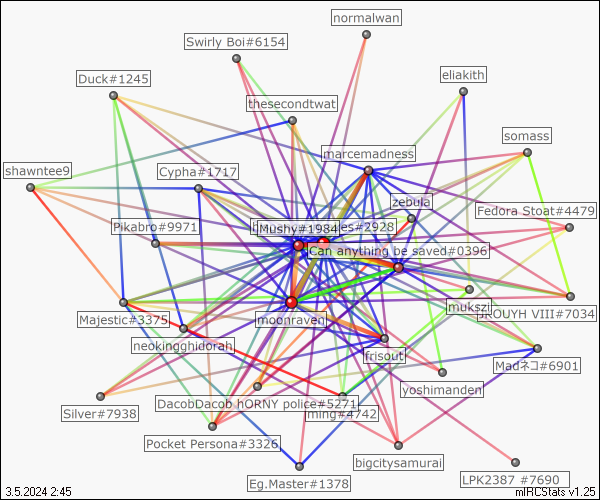 normalwan
Swirly Boi#6154
eliakith
Duck#1245
thesecondtwat
somass
marcemadness
shawntee9
Cypha#1717
zebula
Fedora Stoat#4479
Pikabro#9971
Mushy#1984
es#2928
Can anything be saved#0396
mukszi
OUYH VIII#7034
Majestic#3375
moonraven
neokingghidorah
frisout
Madネコ#6901
yoshimanden
DacobDacob
hORNY police#5271
Silver#7938
ming#4742
Pocket Persona#3326
bigcitysamurai
Eg.Master#1378
LPK2387 #7690
3.5.2024 2:45
mIRCStats v1.25